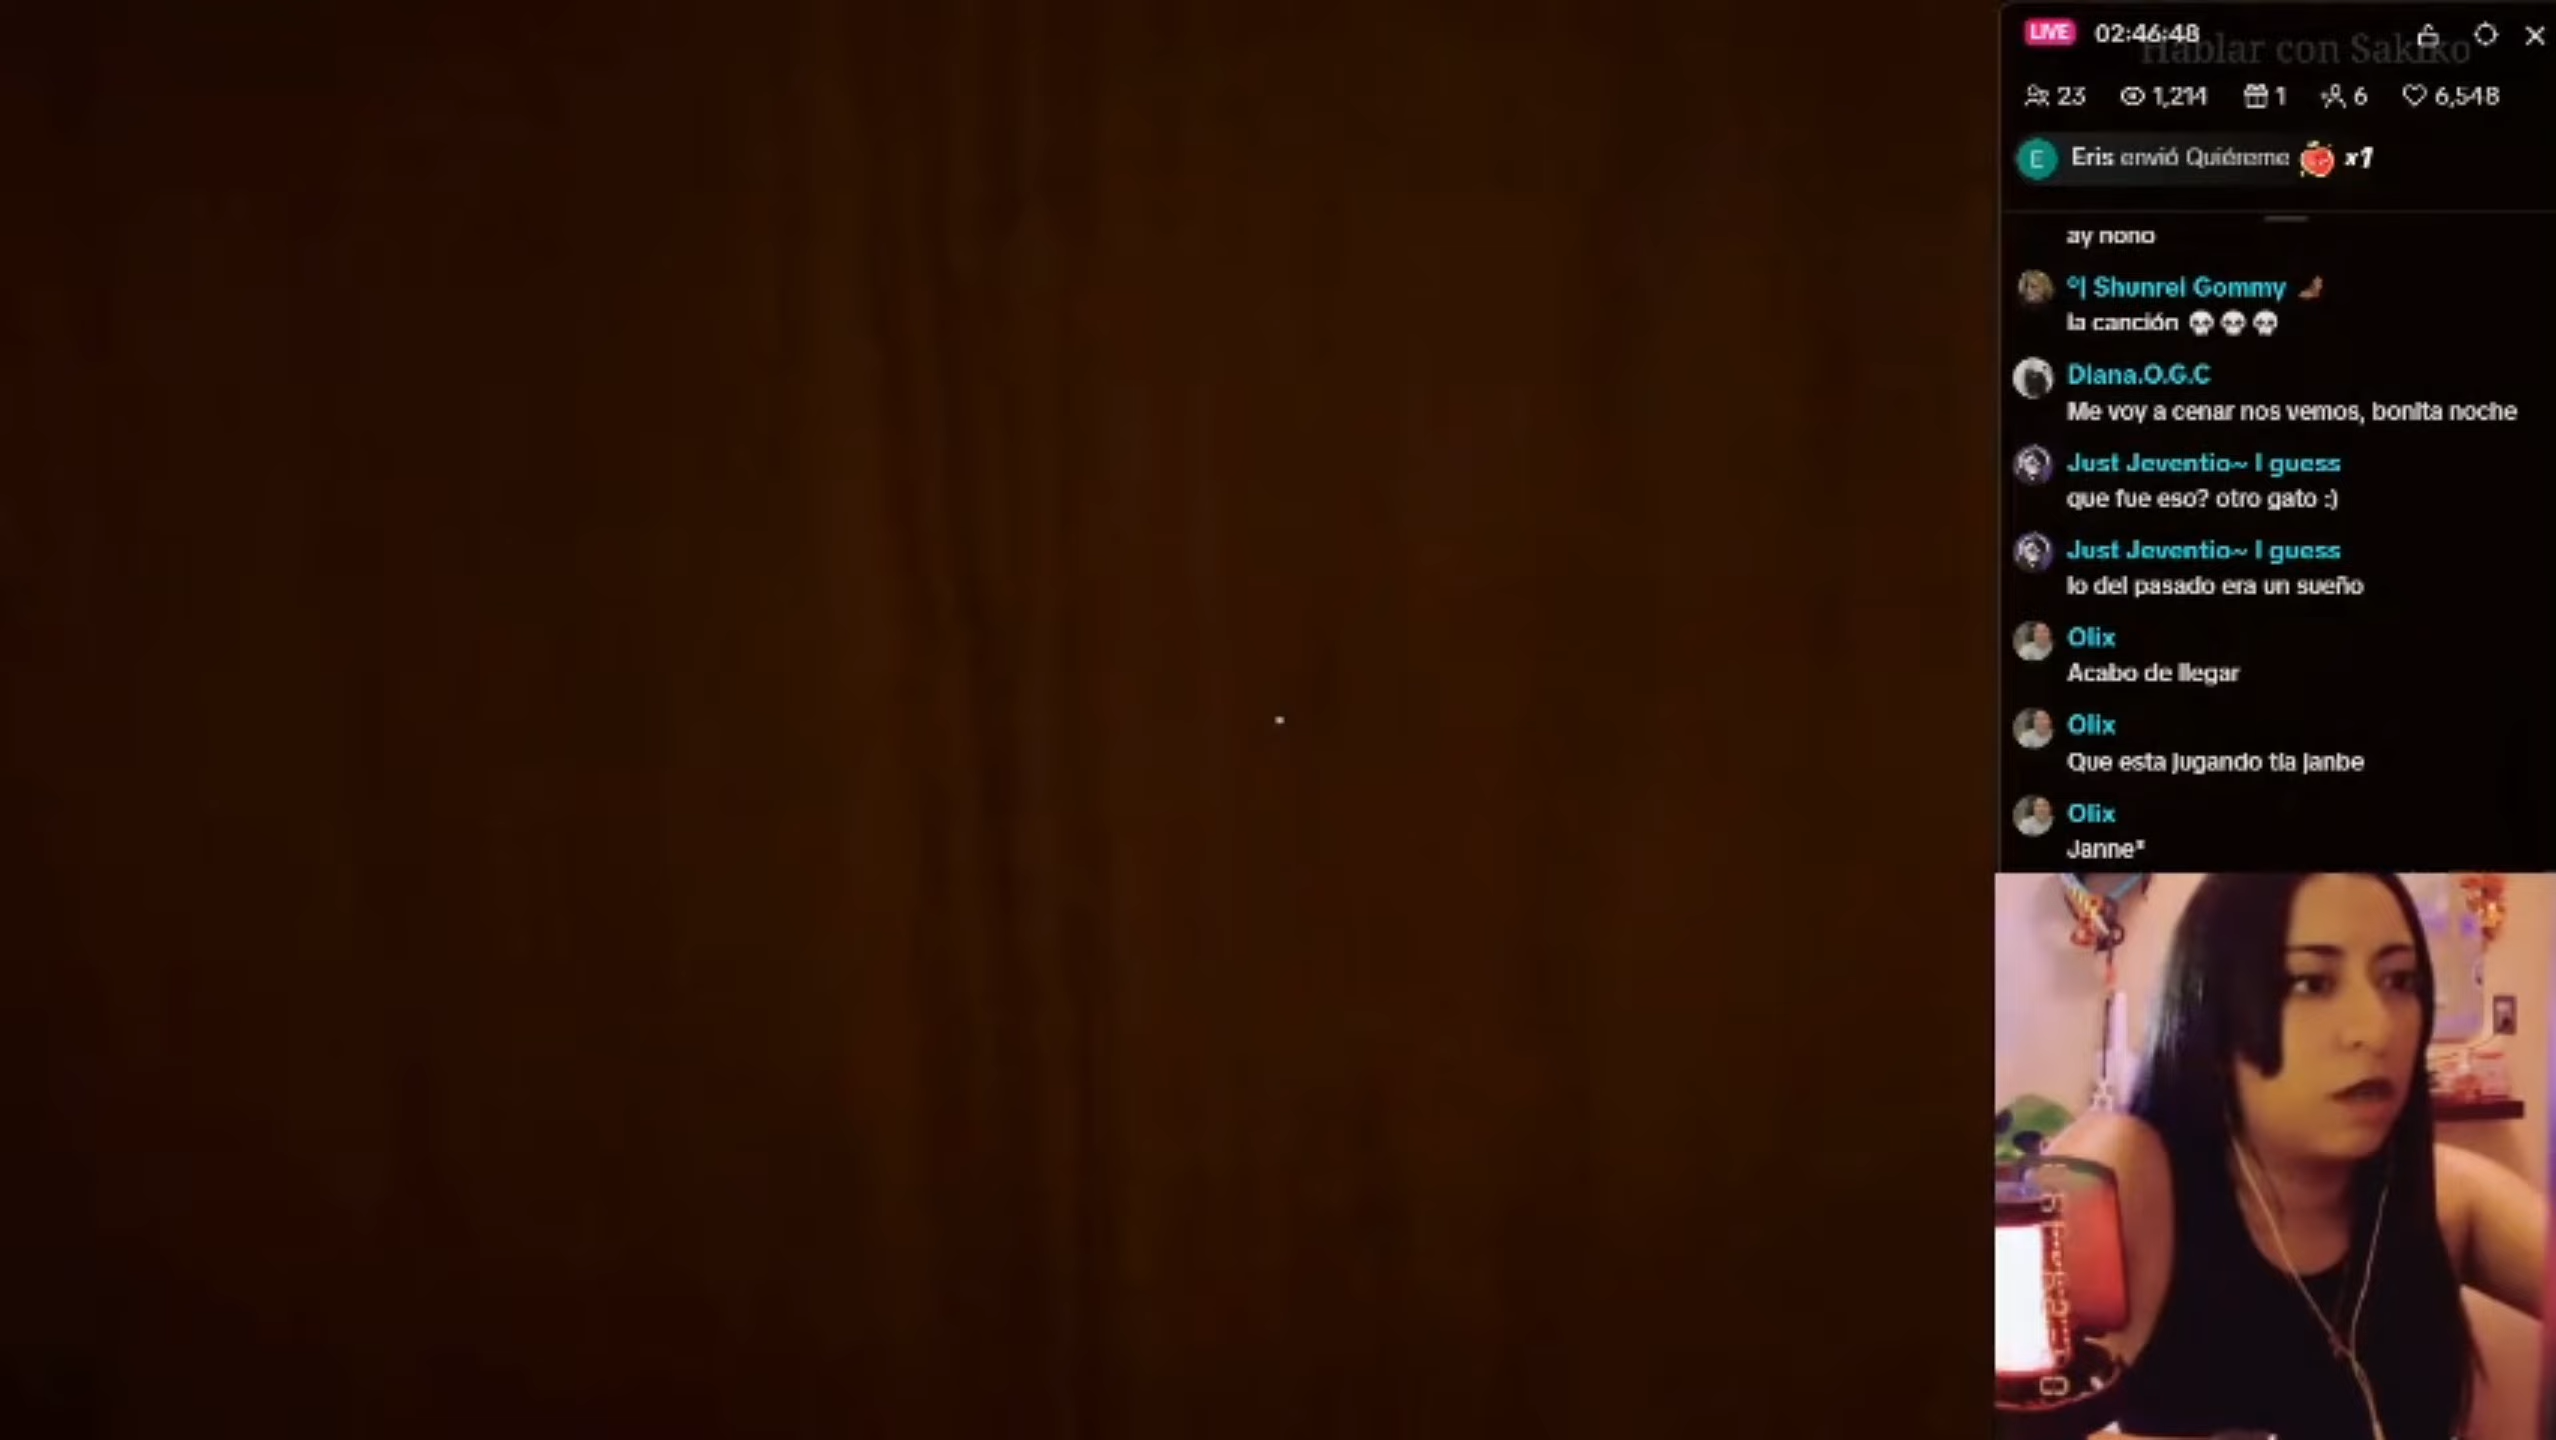 LIVE 02:46:48
Hablar con Sakiko
23 1,214 1 6 6,548
E Eris envió Quiéreme x1
ay nono
°| Shunrei Gommy
la canción 💀💀💀
Diana.O.G.C
Me voy a cenar nos vemos, bonita noche
Just Jeventio~ I guess
que fue eso? otro gato :)
Just Jeventio~ I guess
lo del pasado era un sueño
Olix
Acabo de llegar
Olix
Que esta jugando tia janbe
Olix
Janne*